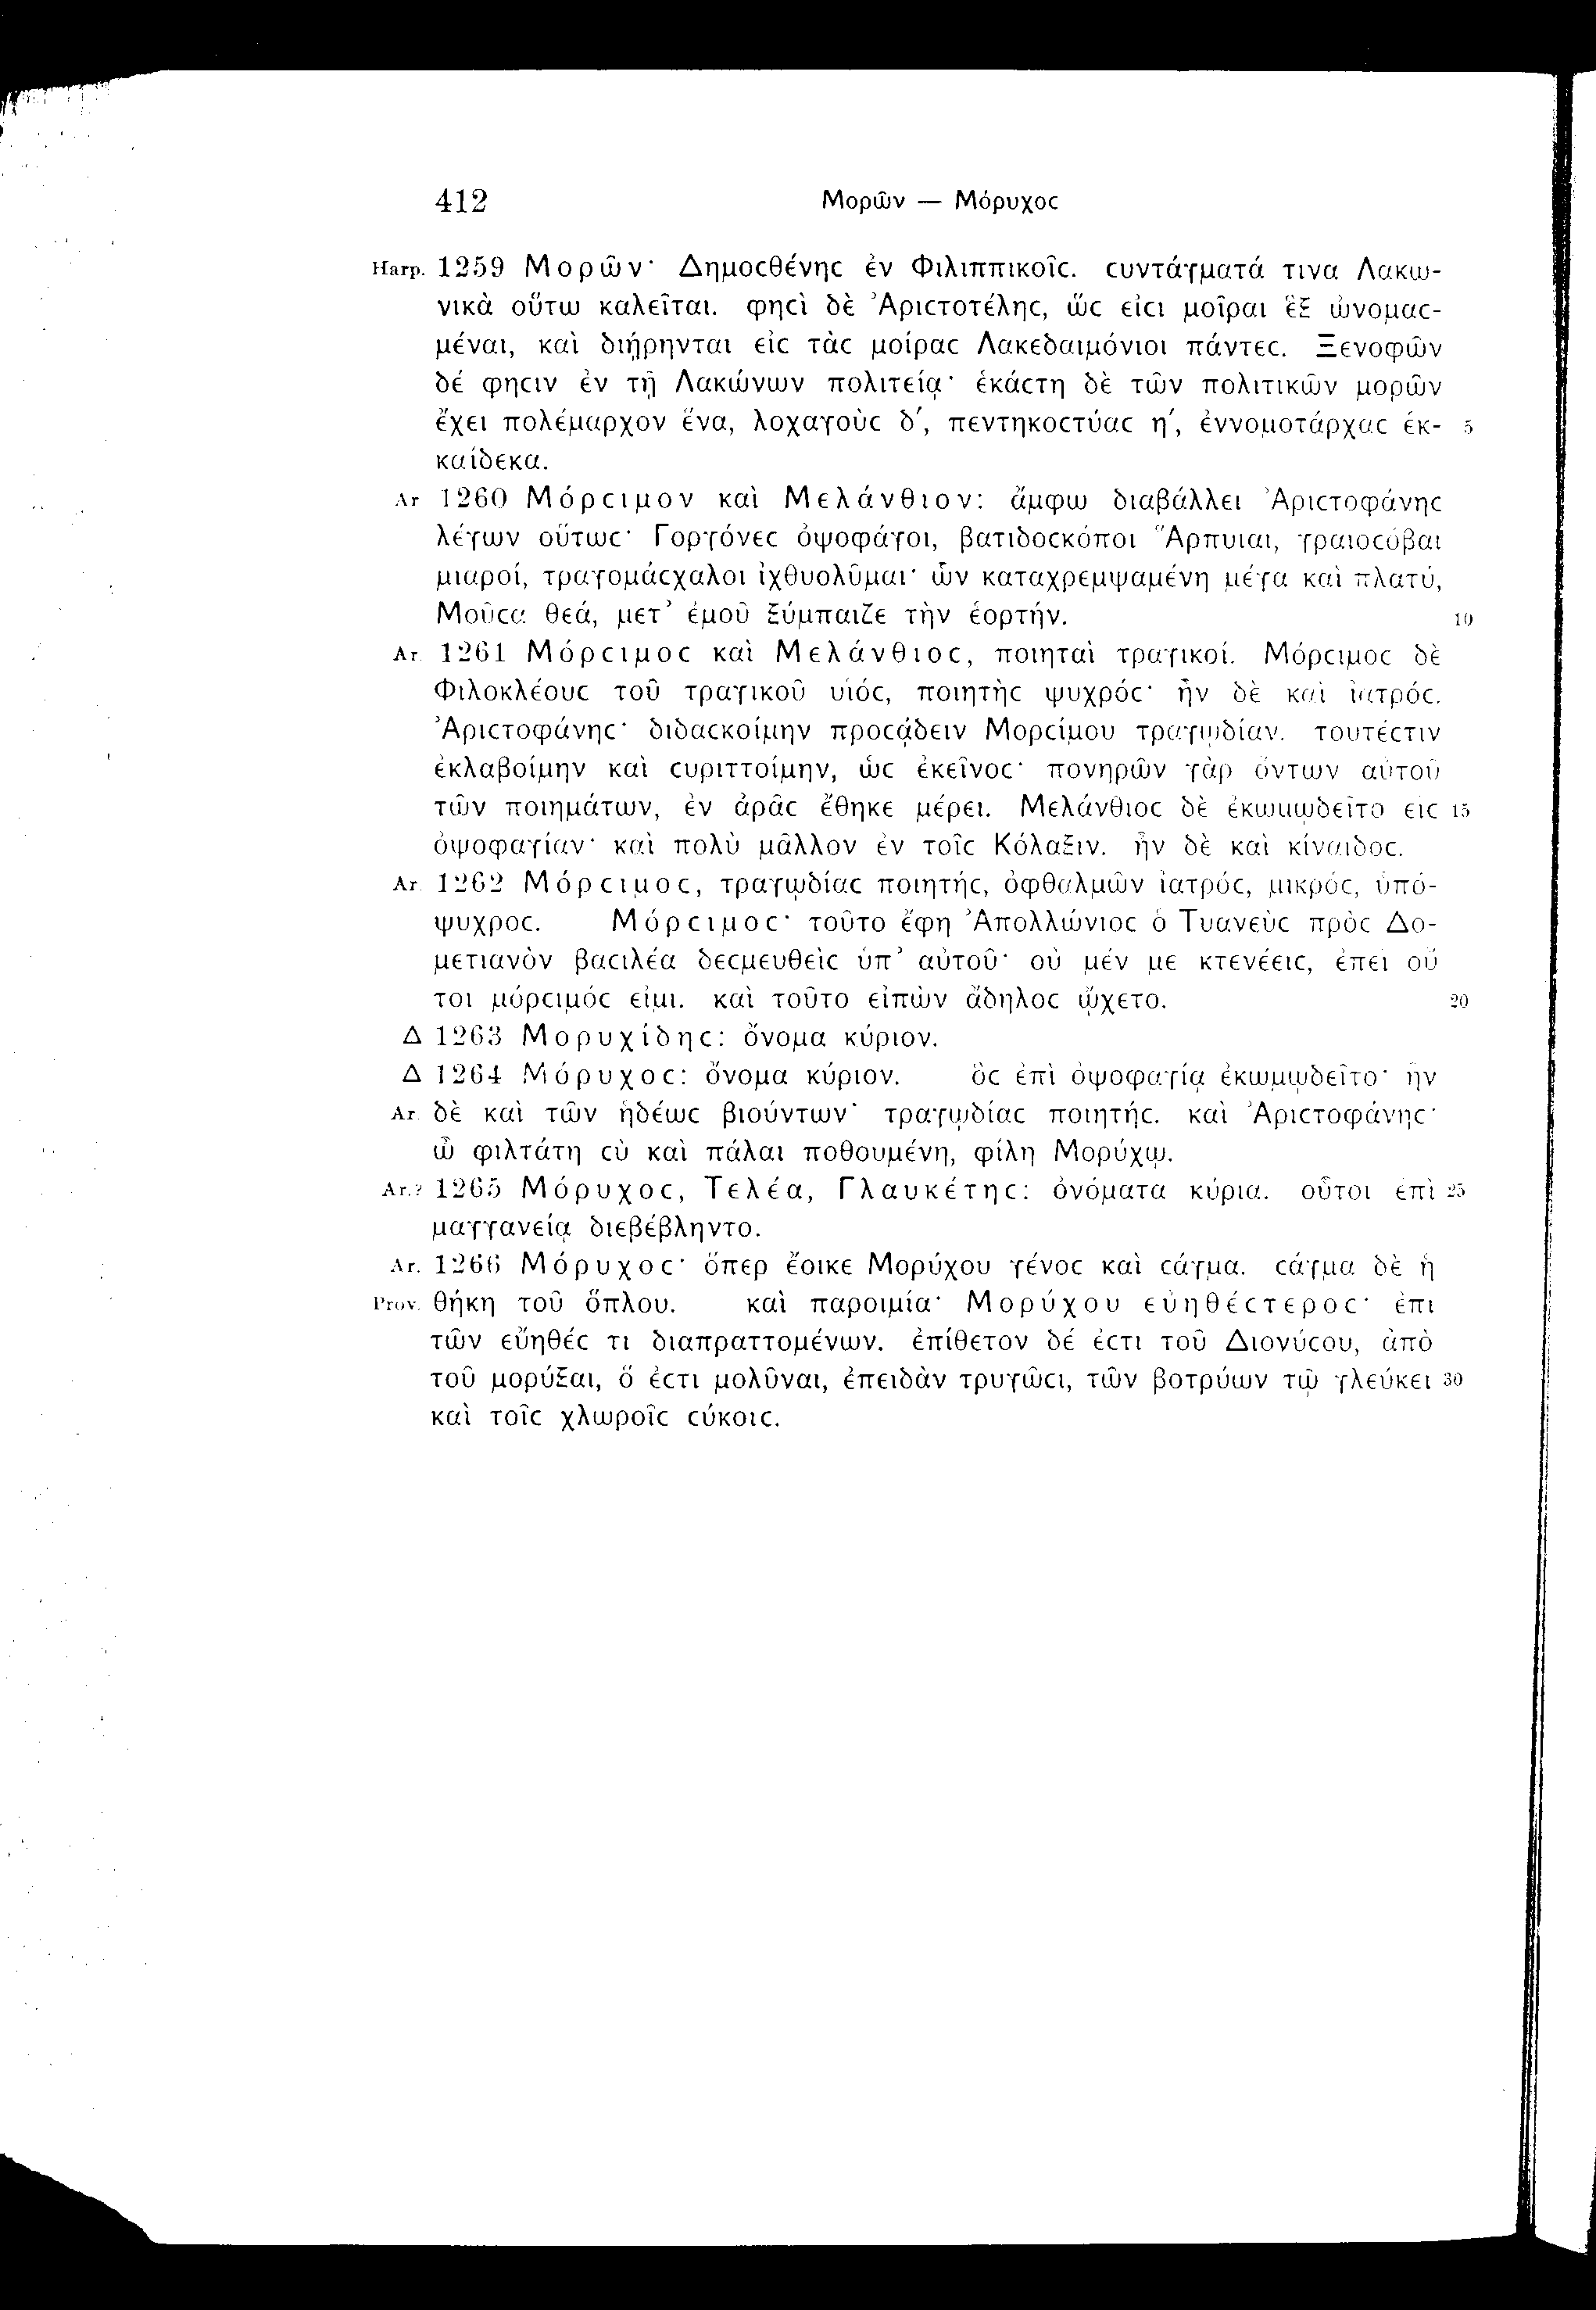 412 Μορῶν — Μόρυχοϲ
Harp. 1259 Μορῶν· Δημοϲθένηϲ ἐν Φιλιππικοῖϲ. ϲυντάγματά τινα Λακω-
νικὰ οὕτω καλεῖται. φηϲὶ δὲ Ἀριϲτοτέληϲ, ὥϲ εἰϲι μοῖραι ἓξ ὠνομαϲ-
μέναι, καὶ διῄρηνται εἰϲ τὰϲ μοίραϲ Λακεδαιμόνιοι πάντεϲ. Ξενοφῶν
δέ φηϲιν ἐν τῇ Λακώνων πολιτείᾳ· ἑκάϲτη δὲ τῶν πολιτικῶν μορῶν
ἔχει πολέμαρχον ἕνα, λοχαγοὺϲ δ′, πεντηκοϲτύαϲ η′, ἐννομοτάρχαϲ ἑκ- 5
καίδεκα.
Ar 1260 Μόρϲιμον καὶ Μελάνθιον: ἄμφω διαβάλλει Ἀριϲτοφάνηϲ
λέγων οὕτωϲ· Γοργόνεϲ ὀψοφάγοι, βατιδοϲκόποι Ἅρπυιαι, γραιοϲόβαι
μιαροί, τραγομάϲχαλοι ἰχθυολῦμαι· ὧν καταχρεμψαμένη μέγα καὶ πλατύ,
Μοῦϲα θεά, μετ’ ἐμοῦ ξύμπαιζε τὴν ἑορτήν. 10
Ar. 1261 Μόρϲιμοϲ καὶ Μελάνθιοϲ, ποιηταὶ τραγικοί. Μόρϲιμοϲ δὲ
Φιλοκλέουϲ τοῦ τραγικοῦ υἱόϲ, ποιητὴϲ ψυχρόϲ· ἦν δὲ καὶ ἰατρόϲ.
Ἀριϲτοφάνηϲ· διδαϲκοίμην προϲᾴδειν Μορϲίμου τραγῳδίαν. τουτέϲτιν
ἐκλαβοίμην καὶ ϲυριττοίμην, ὡϲ ἐκεῖνοϲ· πονηρῶν γὰρ ὄντων αὐτοῦ
τῶν ποιημάτων, ἐν ἀρᾶϲ ἔθηκε μέρει. Μελάνθιοϲ δὲ ἐκωμῳδεῖτο εἰϲ 15
ὀψοφαγίαν· καὶ πολὺ μᾶλλον ἐν τοῖϲ Κόλαξιν. ἦν δὲ καὶ κίναιδοϲ.
Ar. 1262 Μόρϲιμοϲ, τραγῳδίαϲ ποιητήϲ, ὀφθαλμῶν ἰατρόϲ, μικρόϲ, ὑπό-
ψυχροϲ. Μόρϲιμοϲ· τοῦτο ἔφη Ἀπολλώνιοϲ ὁ Τυανεὺϲ πρὸϲ Δο-
μετιανὸν βαϲιλέα δεϲμευθεὶϲ ὑπ’ αὐτοῦ· οὐ μέν με κτενέειϲ, ἐπεὶ οὔ
τοι μόρϲιμόϲ εἰμι. καὶ τοῦτο εἰπὼν ἄδηλοϲ ᾤχετο. 20
Δ 1263 Μορυχίδηϲ: ὄνομα κύριον.
Δ 1264 Μόρυχοϲ: ὄνομα κύριον. ὃϲ ἐπὶ ὀψοφαγίᾳ ἐκωμῳδεῖτο· ἦν
Ar. δὲ καὶ τῶν ἡδέωϲ βιούντων· τραγῳδίαϲ ποιητήϲ. καὶ Ἀριϲτοφάνηϲ·
ὦ φιλτάτη ϲὺ καὶ πάλαι ποθουμένη, φίλη Μορύχῳ.
Ar.? 1265 Μόρυχοϲ, Τελέα, Γλαυκέτηϲ: ὀνόματα κύρια. οὗτοι ἐπὶ 25
μαγγανείᾳ διεβέβληντο.
Ar. 1266 Μόρυχοϲ· ὅπερ ἔοικε Μορύχου γένοϲ καὶ ϲάγμα. ϲάγμα δὲ ἡ
Prov. θήκη τοῦ ὅπλου. καὶ παροιμία· Μορύχου εὐηθέϲτεροϲ· ἐπὶ
τῶν εὔηθέϲ τι διαπραττομένων. ἐπίθετον δέ ἐϲτι τοῦ Διονύϲου, ἀπὸ
τοῦ μορύξαι, ὅ ἐϲτι μολῦναι, ἐπειδὰν τρυγῶϲι, τῶν βοτρύων τῷ γλεύκει 30
καὶ τοῖϲ χλωροῖϲ ϲύκοιϲ.